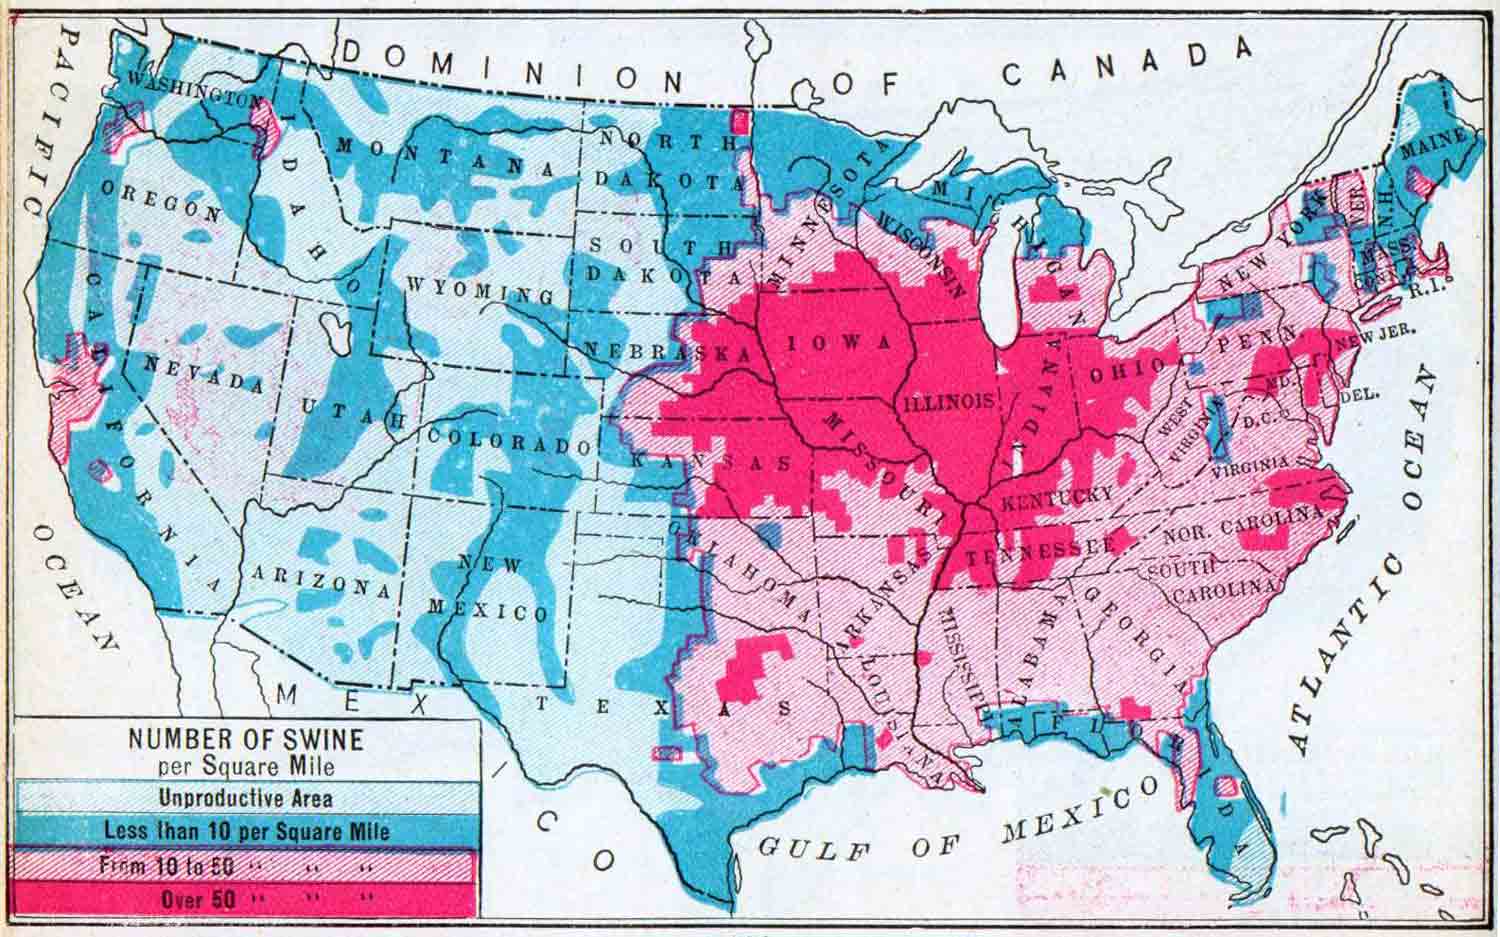 DOMINION OF CANADA
PACIFIC
OCEAN
WASHINGTON
OREGON
CALIFORNIA
IDAHO
NEVADA
MONTANA
WYOMING
UTAH
COLORADO
ARIZONA
NEW
MEXICO
NORTH
DAKOTA
SOUTH
DAKOTA
NEBRASKA
KANSAS
OKLAHOMA
TEXAS
MINNESOTA
IOWA
MISSOURI
ARKANSAS
LOUISIANA
WISCONSIN
MICHIGAN
ILLINOIS
INDIANA
OHIO
KENTUCKY
TENNESSEE
MISSISSIPPI
ALABAMA
GEORGIA
FLORIDA
SOUTH
CAROLINA
NOR. CAROLINA
VIRGINIA
WEST
VIRGINIA
D.C.
MD.
DEL.
NEW JER.
PENN.
NEW YORK
VER.
N.H.
MAINE
MASS.
CONN.
R.I.
ATLANTIC OCEAN
GULF OF MEXICO
MEXICO
NUMBER OF SWINE
per Square Mile
Unproductive Area
Less than 10 per Square Mile
From 10 to 50 " " "
Over 50 " " "